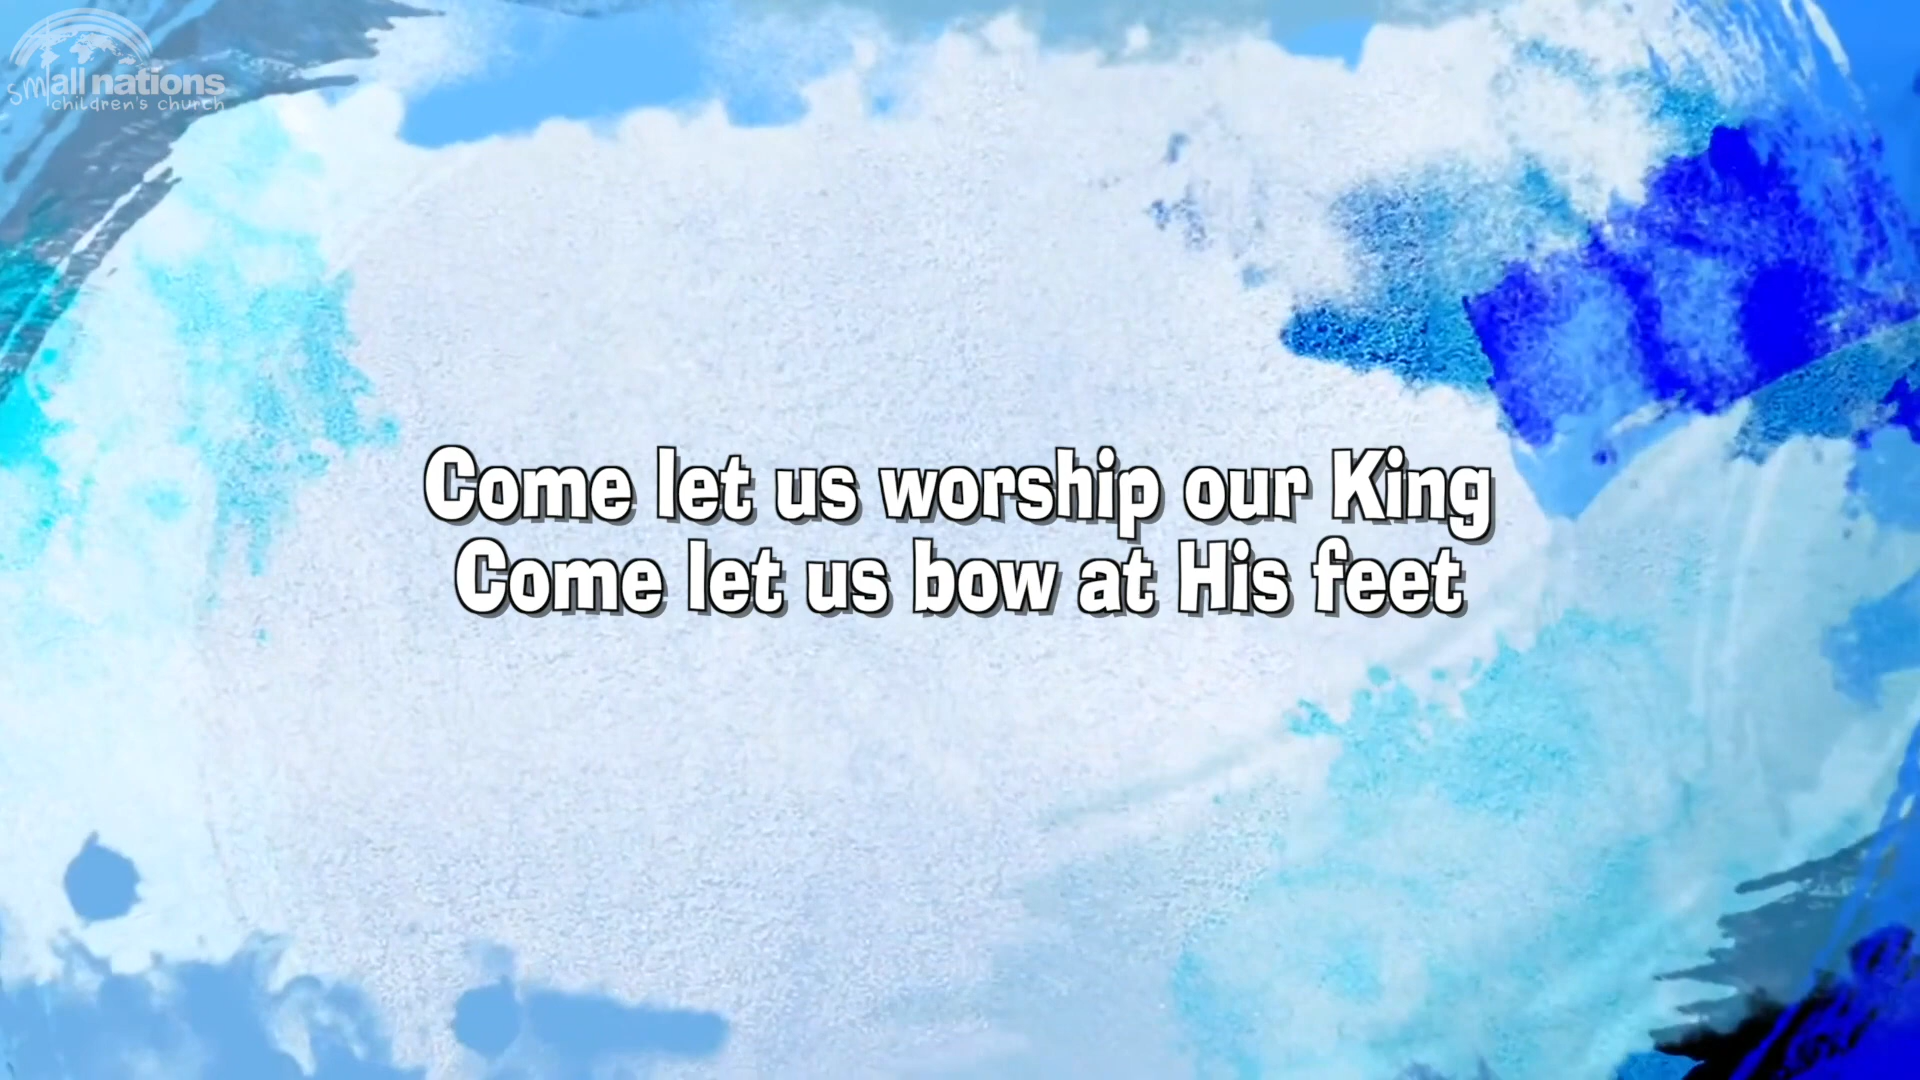 small nations
children's church
Come let us worship our King
Come let us bow at His feet